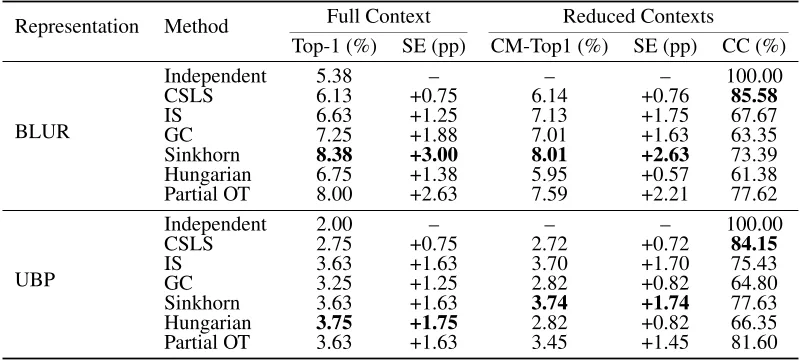 Representation Method Full Context Reduced Contexts
Top-1 (%) SE (pp) CM-Top1 (%) SE (pp) CC (%)
BLUR
Independent 5.38 – – – 100.00
CSLS 6.13 +0.75 6.14 +0.76 85.58
IS 6.63 +1.25 7.13 +1.75 67.67
GC 7.25 +1.88 7.01 +1.63 63.35
Sinkhorn 8.38 +3.00 8.01 +2.63 73.39
Hungarian 6.75 +1.38 5.95 +0.57 61.38
Partial OT 8.00 +2.63 7.59 +2.21 77.62
UBP
Independent 2.00 – – – 100.00
CSLS 2.75 +0.75 2.72 +0.72 84.15
IS 3.63 +1.63 3.70 +1.70 75.43
GC 3.25 +1.25 2.82 +0.82 64.80
Sinkhorn 3.63 +1.63 3.74 +1.74 77.63
Hungarian 3.75 +1.75 2.82 +0.82 66.35
Partial OT 3.63 +1.63 3.45 +1.45 81.60